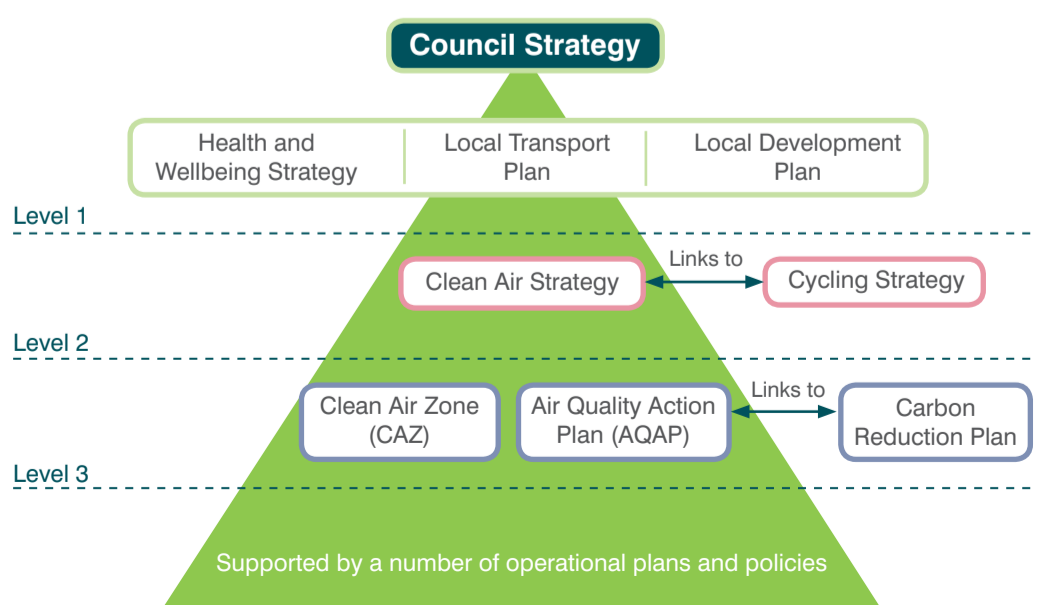 Council Strategy
Health and
Wellbeing Strategy
Local Transport
Plan
Local Development
Plan
Level 1
Clean Air Strategy
Links to
Cycling Strategy
Level 2
Clean Air Zone
(CAZ)
Air Quality Action
Plan (AQAP)
Links to
Carbon
Reduction Plan
Level 3
Supported by a number of operational plans and policies